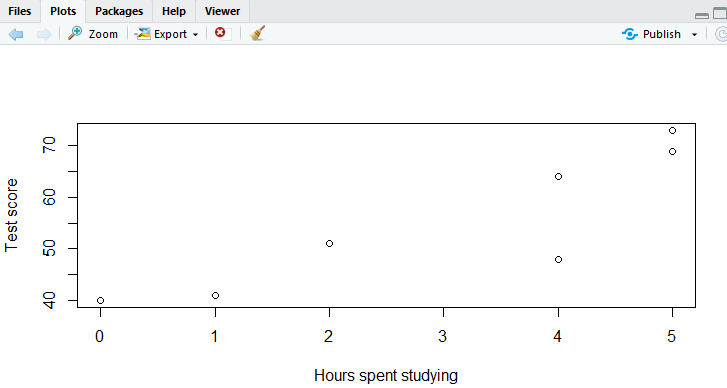 Files Plots Packages Help Viewer
Zoom Export Publish
Test score
70
60
50
40
0 1 2 3 4 5
Hours spent studying